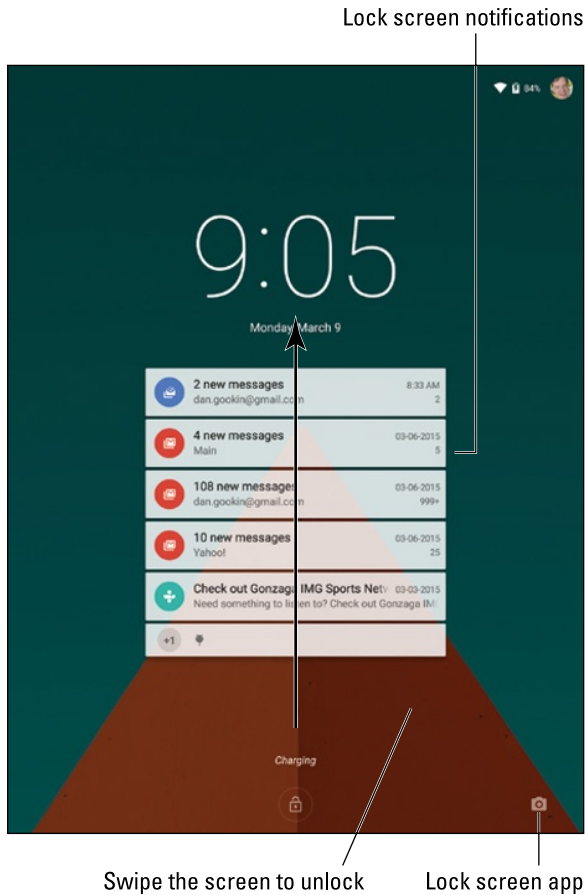 Lock screen notifications
84%
9:05
Monday, March 9
2 new messages 8:33 AM
dan.gookin@gmail.com 2
4 new messages 03-06-2015
Main 5
108 new messages 03-06-2015
dan.gookin@gmail.com 999+
10 new messages 03-06-2015
Yahoo! 25
Check out Gonzaga IMG Sports Netw 03-03-2015
Need something to listen to? Check out Gonzaga IMG
+1
Charging
Swipe the screen to unlock
Lock screen app